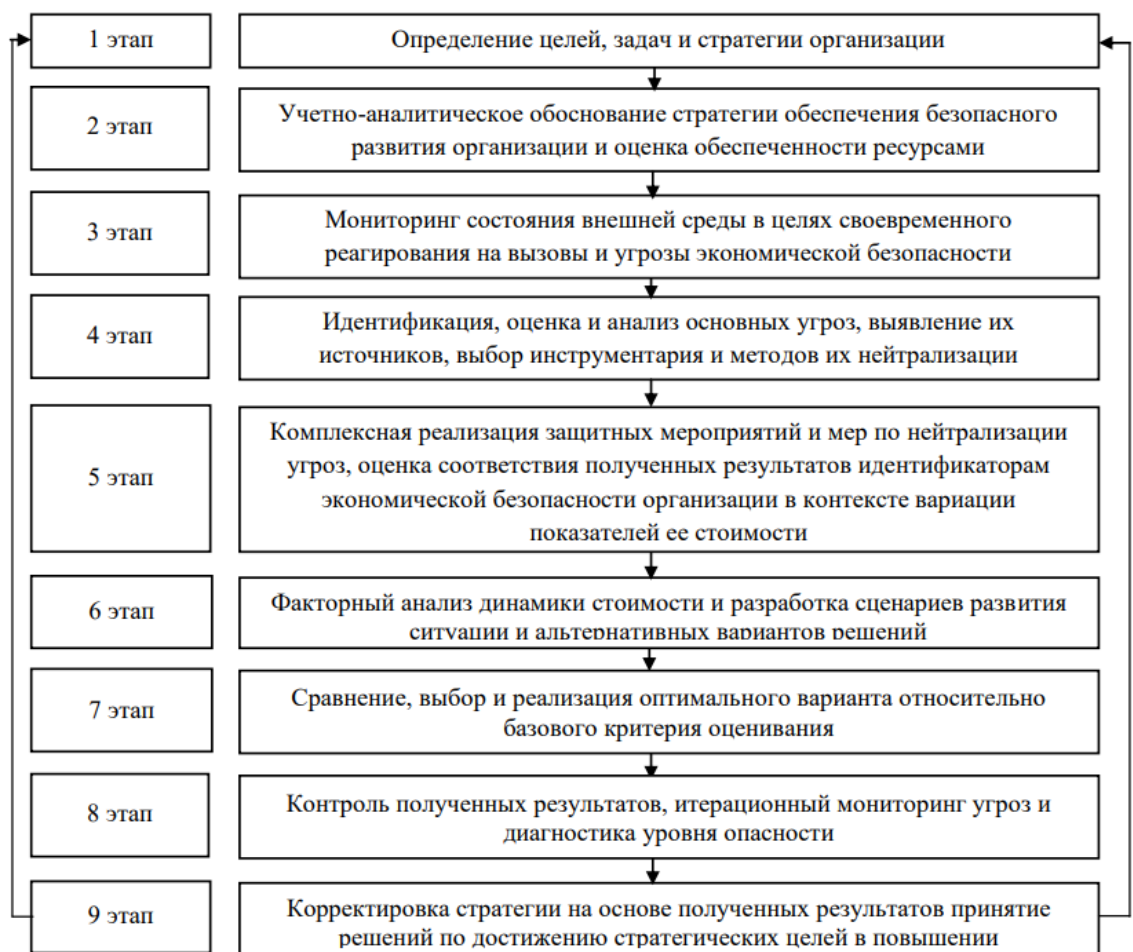 1 этап
Определение целей, задач и стратегии организации
2 этап
Учетно-аналитическое обоснование стратегии обеспечения безопасного
развития организации и оценка обеспеченности ресурсами
3 этап
Мониторинг состояния внешней среды в целях своевременного
реагирования на вызовы и угрозы экономической безопасности
4 этап
Идентификация, оценка и анализ основных угроз, выявление их
источников, выбор инструментария и методов их нейтрализации
5 этап
Комплексная реализация защитных мероприятий и мер по нейтрализации
угроз, оценка соответствия полученных результатов идентификаторам
экономической безопасности организации в контексте вариации
показателей ее стоимости
6 этап
Факторный анализ динамики стоимости и разработка сценариев развития
ситуации и альтернативных вариантов решений
7 этап
Сравнение, выбор и реализация оптимального варианта относительно
базового критерия оценивания
8 этап
Контроль полученных результатов, итерационный мониторинг угроз и
диагностика уровня опасности
9 этап
Корректировка стратегии на основе полученных результатов принятие
решений по достижению стратегических целей в повышении